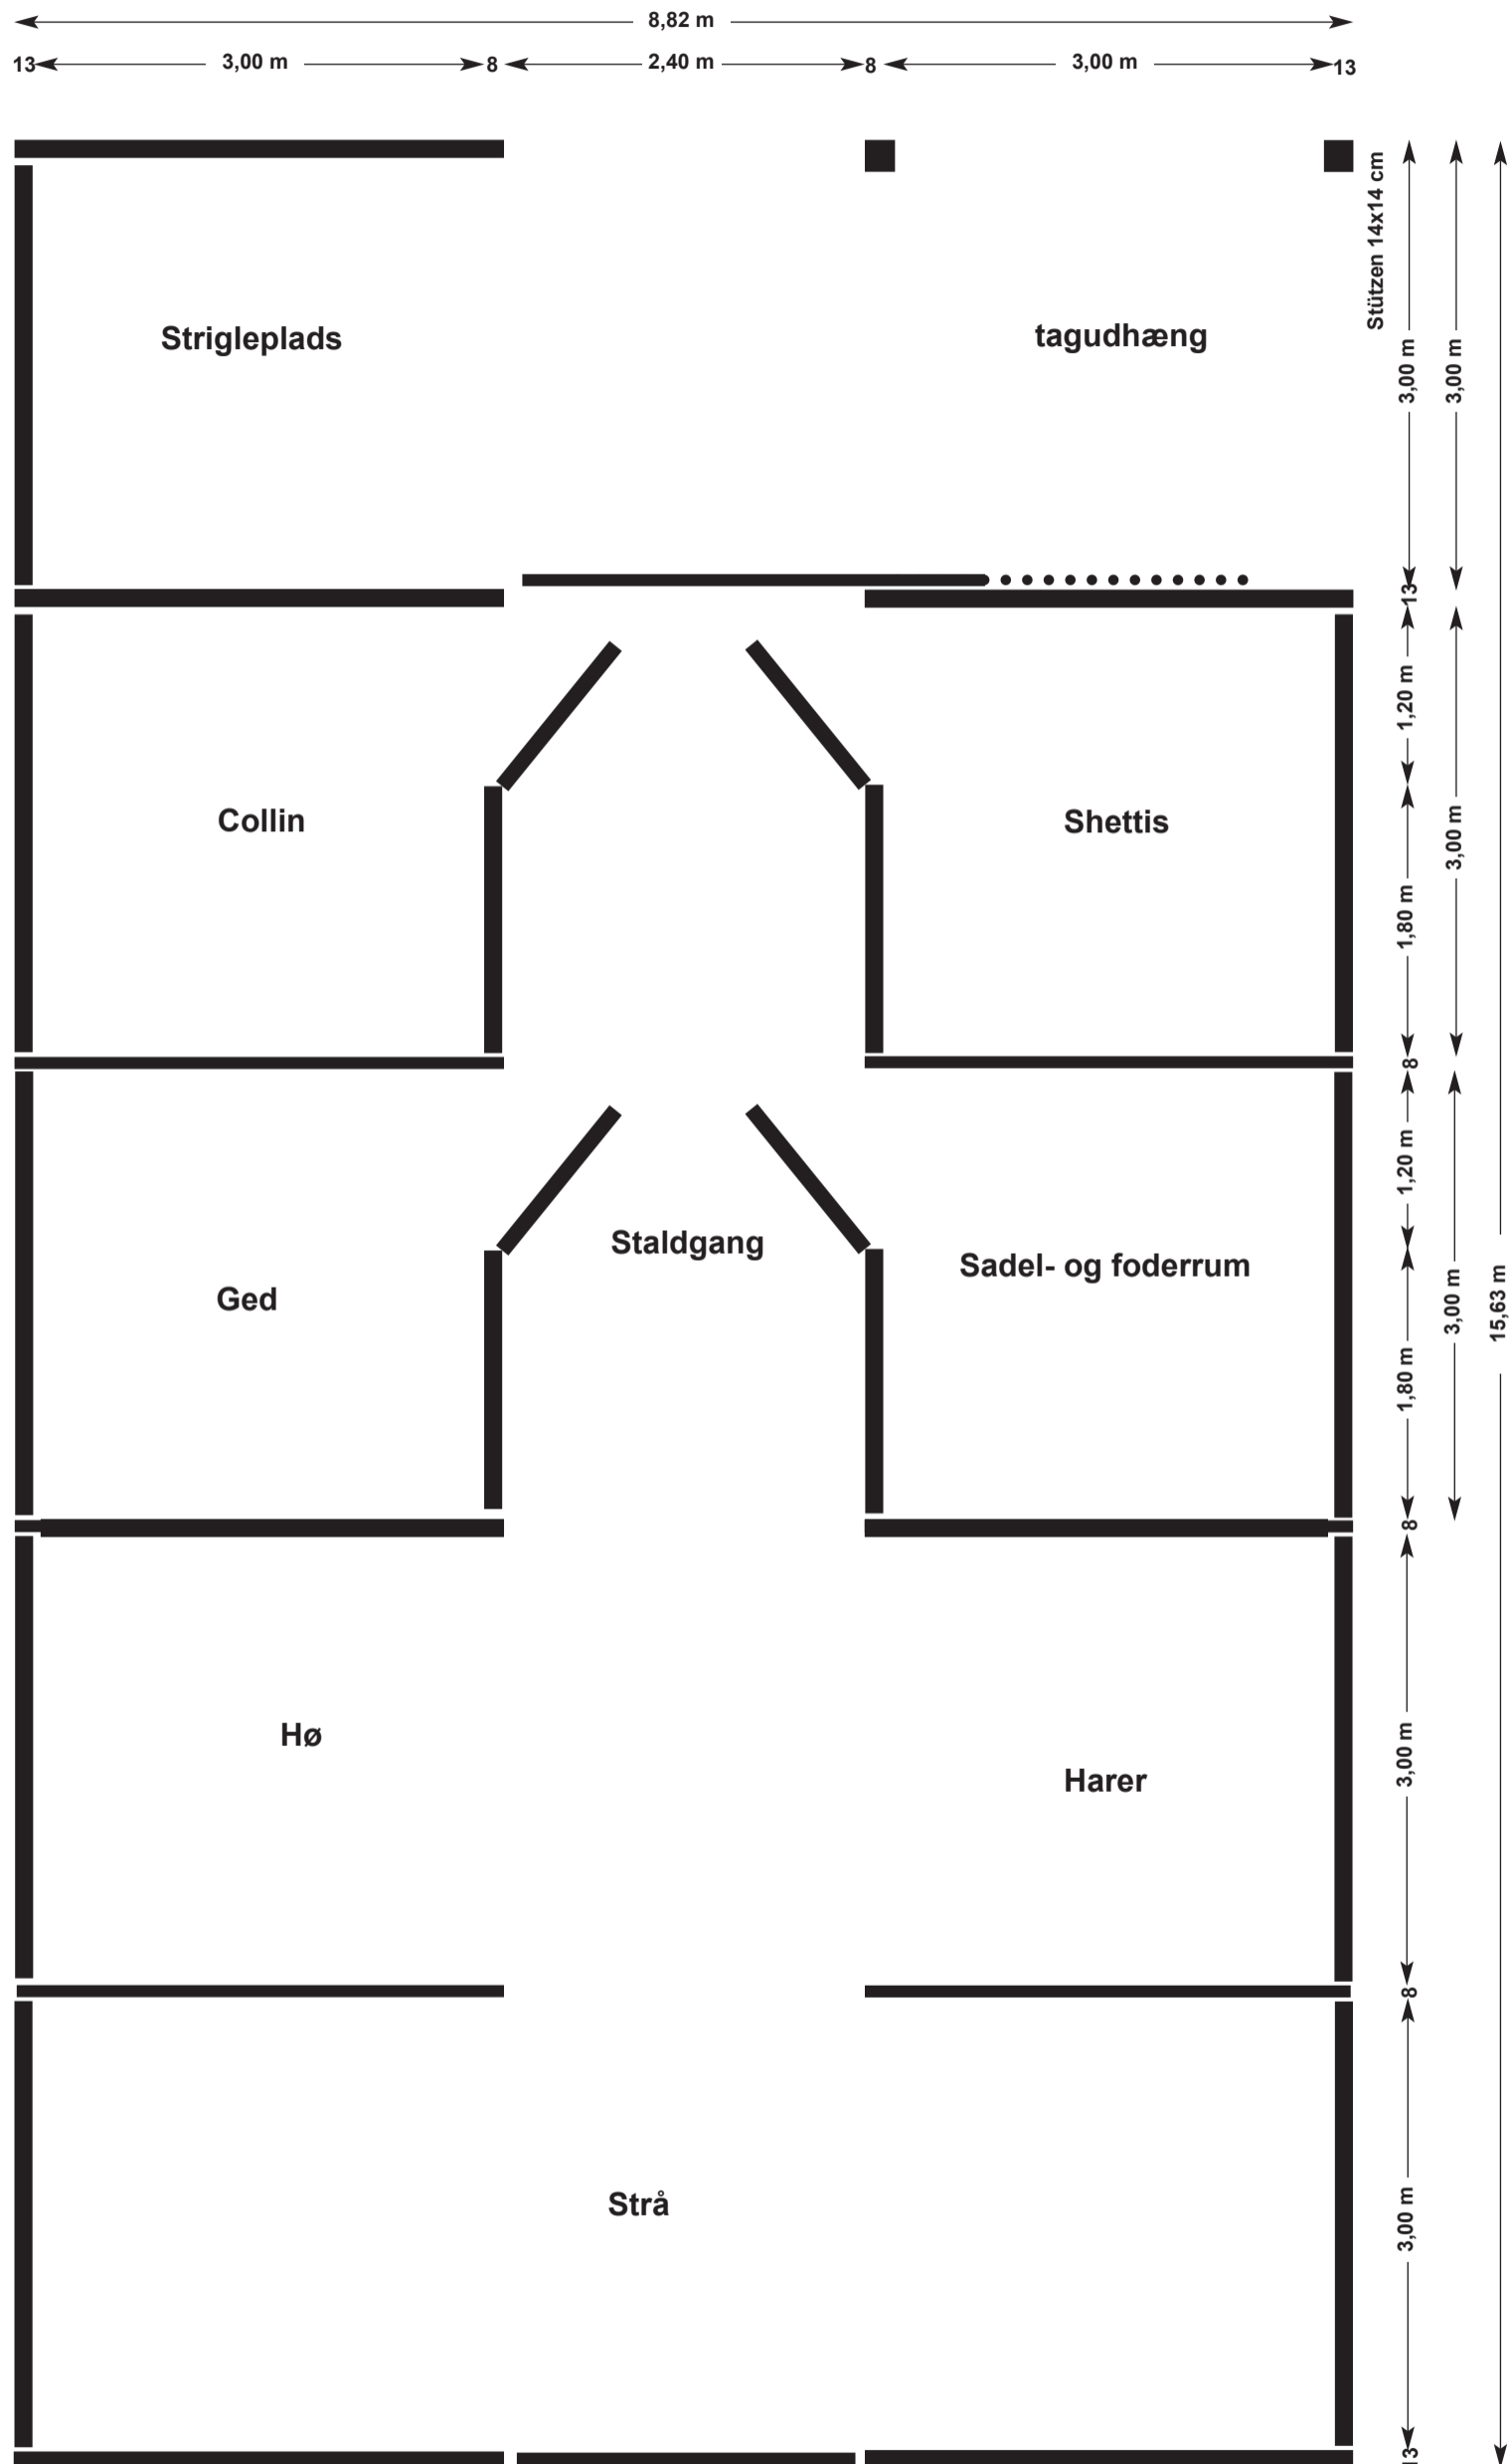 8,82 m
13 3,00 m 8 2,40 m 8 3,00 m 13
Stützen 14x14 cm
Strigleplads
tagudhæng
3,00 m
3,00 m
13
1,20 m
Collin
Shettis
3,00 m
1,80 m
8
1,20 m
Staldgang
Sadel- og foderrum
Ged
3,00 m
15,63 m
1,80 m
8
Hø
Harer
3,00 m
8
Strå
3,00 m
13